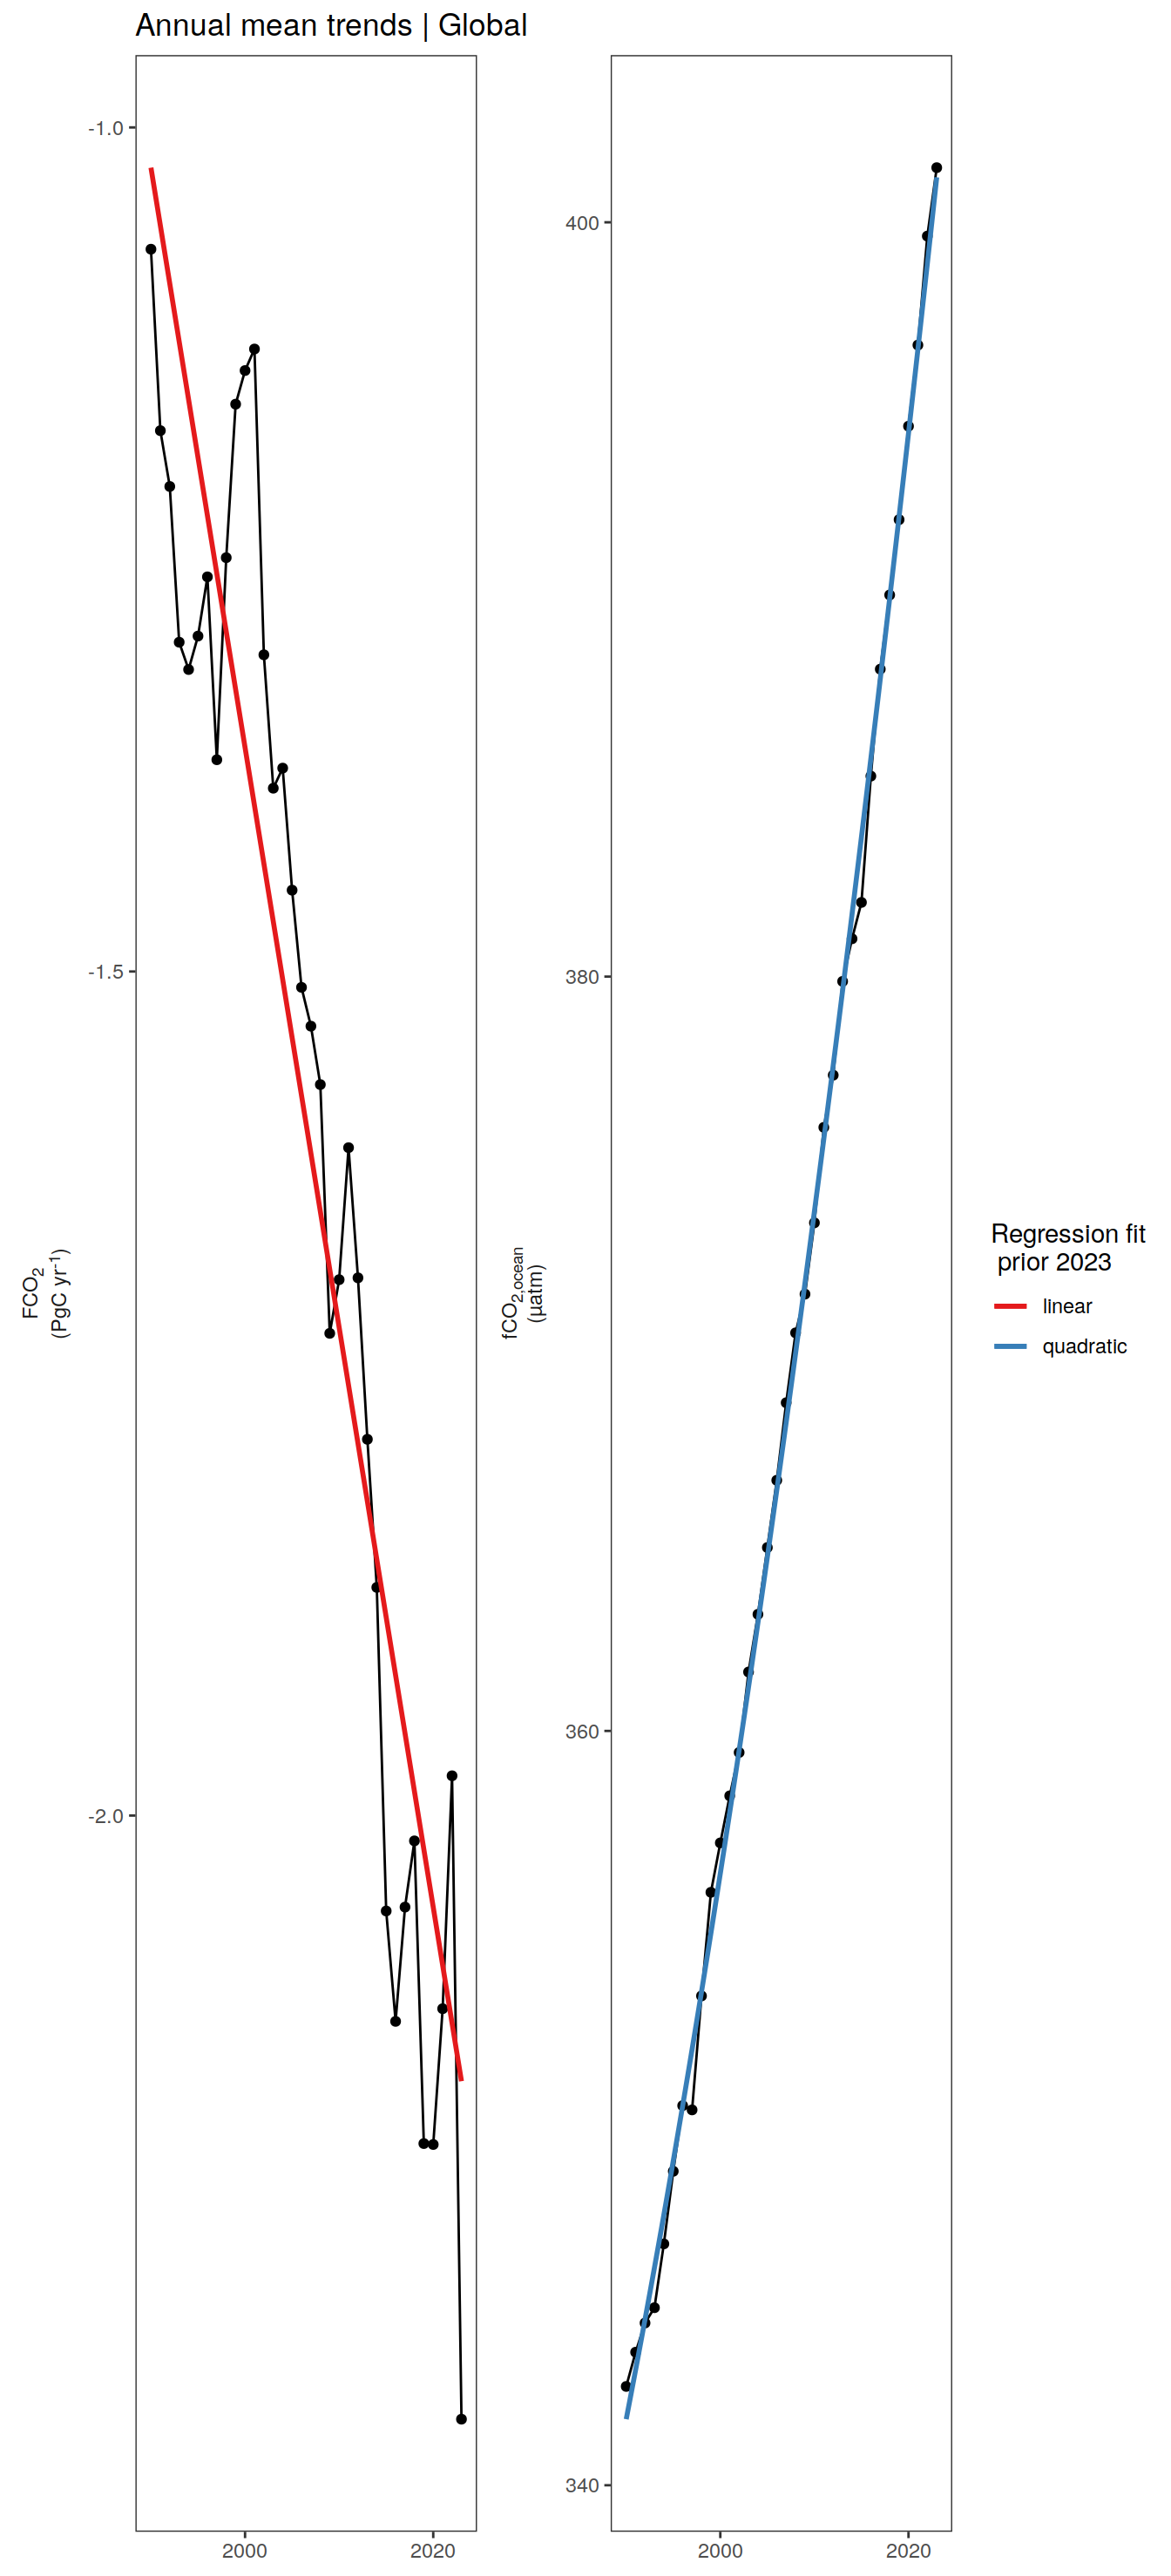 Annual mean trends | Global
-1.0
-1.5
-2.0
FCO₂
(PgC yr⁻¹)
2000
2020
400
380
360
340
fCO₂,ocean
(µatm)
2000
2020
Regression fit
prior 2023
linear
quadratic